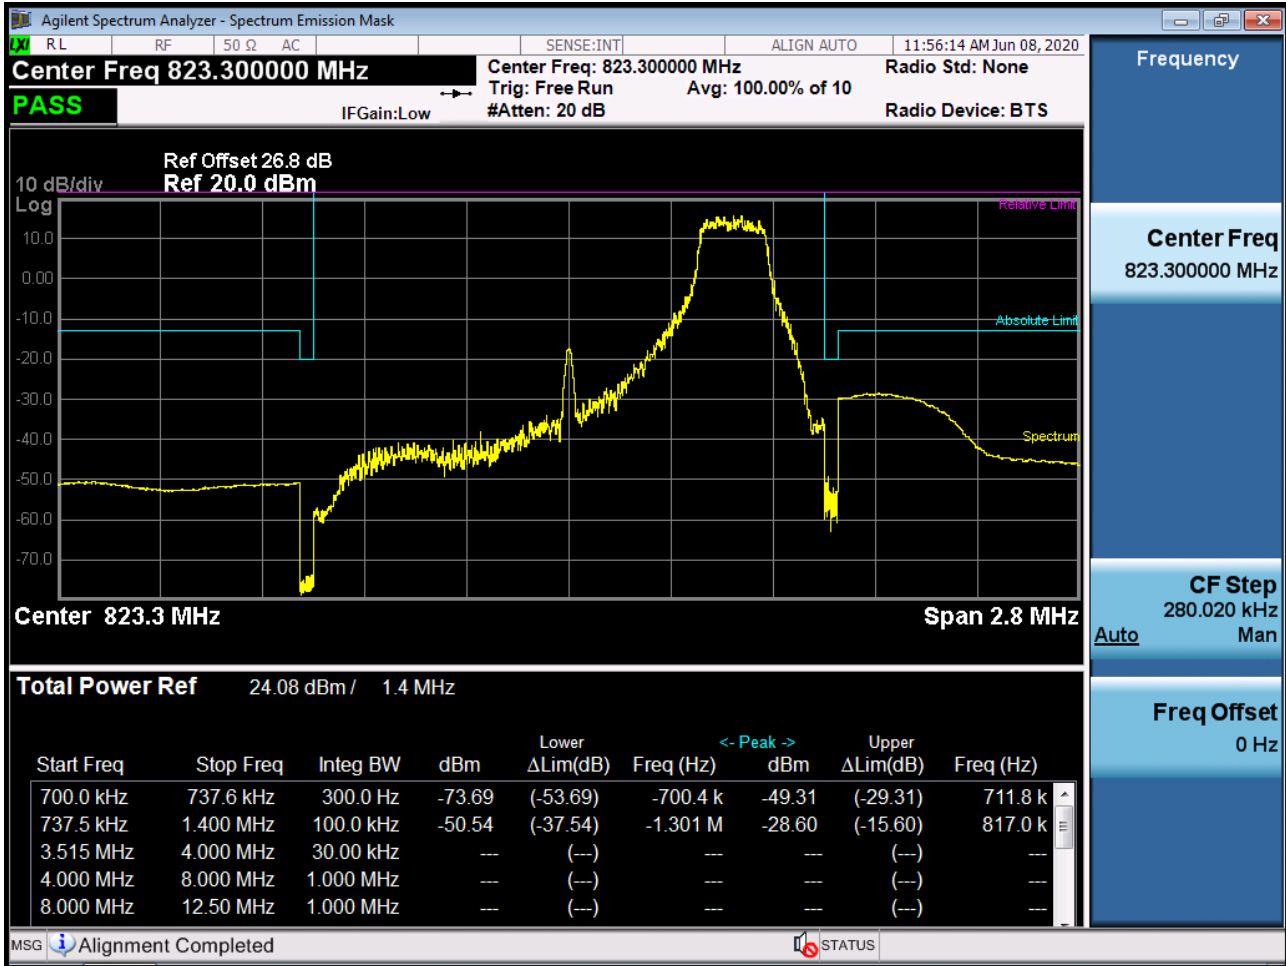 Agilent Spectrum Analyzer - Spectrum Emission Mask
LXI RL RF 50 Ω AC SENSE:INT ALIGN AUTO 11:56:14 AM Jun 08, 2020
Center Freq 823.300000 MHz
Center Freq: 823.300000 MHz
Radio Std: None
Trig: Free Run Avg: 100.00% of 10
PASS
IFGain:Low
#Atten: 20 dB
Radio Device: BTS
Ref Offset 26.8 dB
10 dB/div Ref 20.0 dBm
Log
Relative Limit
10.0
0.00
-10.0
Absolute Limit
-20.0
-30.0
-40.0
Spectrum
-50.0
-60.0
-70.0
Center 823.3 MHz Span 2.8 MHz
Total Power Ref 24.08 dBm / 1.4 MHz
Lower <- Peak -> Upper
Start Freq Stop Freq Integ BW dBm ΔLim(dB) Freq (Hz) dBm ΔLim(dB) Freq (Hz)
700.0 kHz 737.6 kHz 300.0 Hz -73.69 (-53.69) -700.4 k -49.31 (-29.31) 711.8 k
737.5 kHz 1.400 MHz 100.0 kHz -50.54 (-37.54) -1.301 M -28.60 (-15.60) 817.0 k
3.515 MHz 4.000 MHz 30.00 kHz --- (---) --- --- (---) ---
4.000 MHz 8.000 MHz 1.000 MHz --- (---) --- --- (---) ---
8.000 MHz 12.50 MHz 1.000 MHz --- (---) --- --- (---) ---
MSG Alignment Completed STATUS
Frequency
Center Freq
823.300000 MHz
CF Step
280.020 kHz
Auto Man
Freq Offset
0 Hz